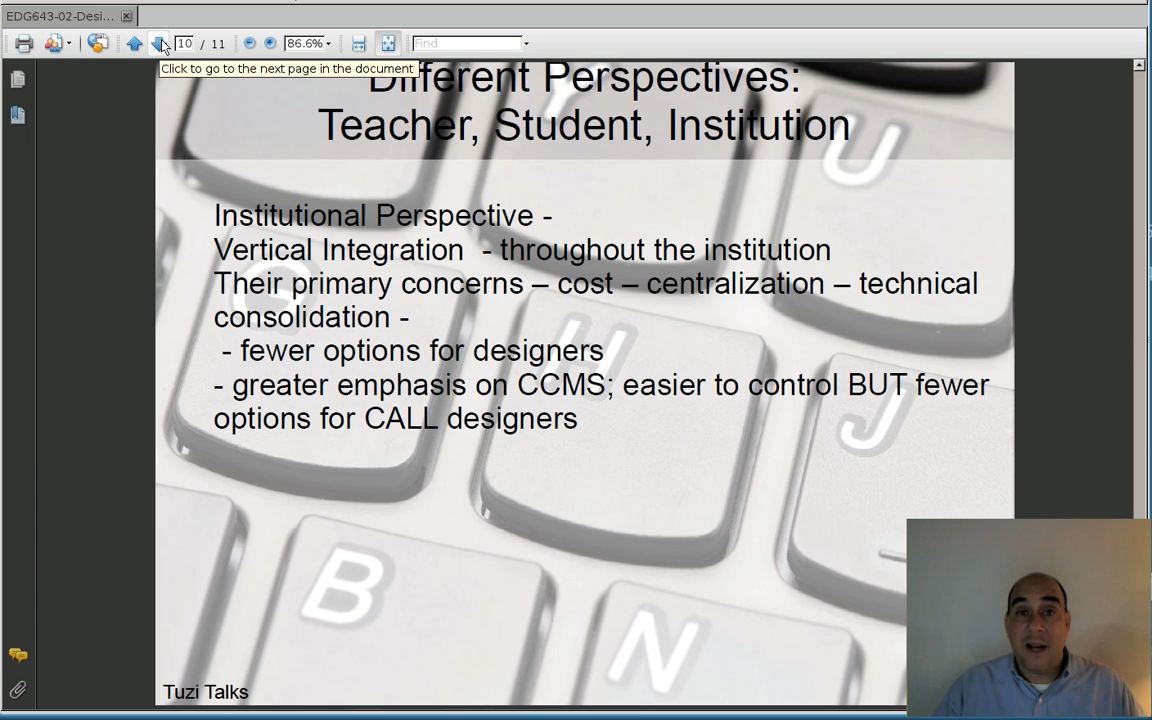 EDG643-02-Desi...
10 / 11
86.6%
Find
Click to go to the next page in the document
Different Perspectives:
Teacher, Student, Institution
Institutional Perspective -
Vertical Integration  - throughout the institution
Their primary concerns – cost – centralization – technical
consolidation -
- fewer options for designers
- greater emphasis on CCMS; easier to control BUT fewer
options for CALL designers
Y
U
G
H
J
B
N
Tuzi Talks